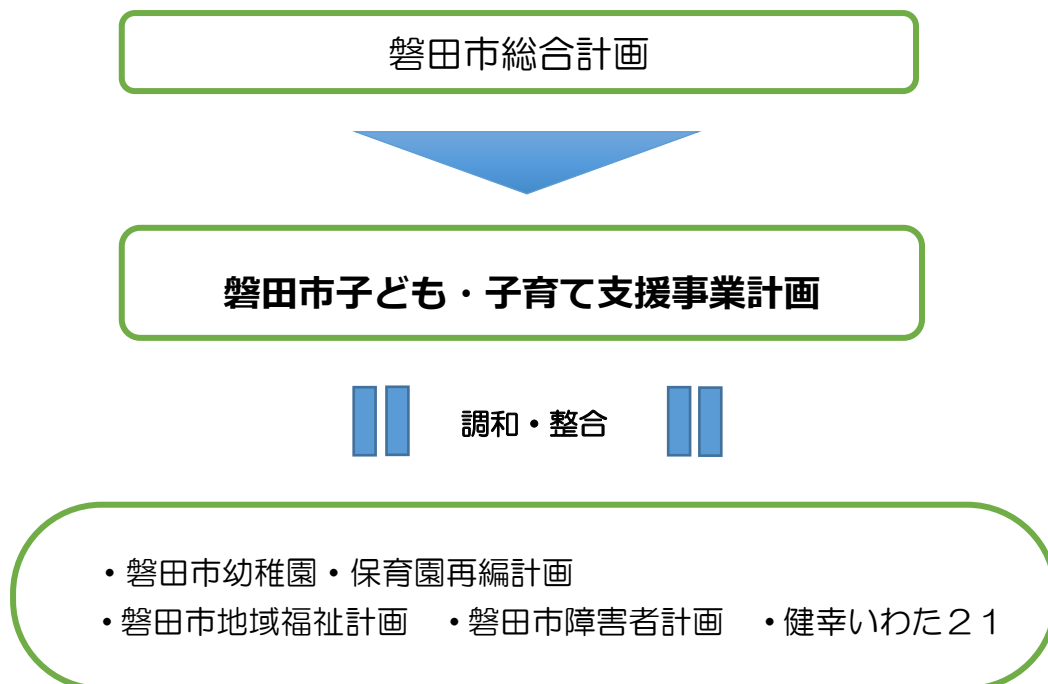 磐田市総合計画
磐田市子ども・子育て支援事業計画
調和・整合
・磐田市幼稚園・保育園再編計画
・磐田市地域福祉計画　・磐田市障害者計画　・健幸いわた２１